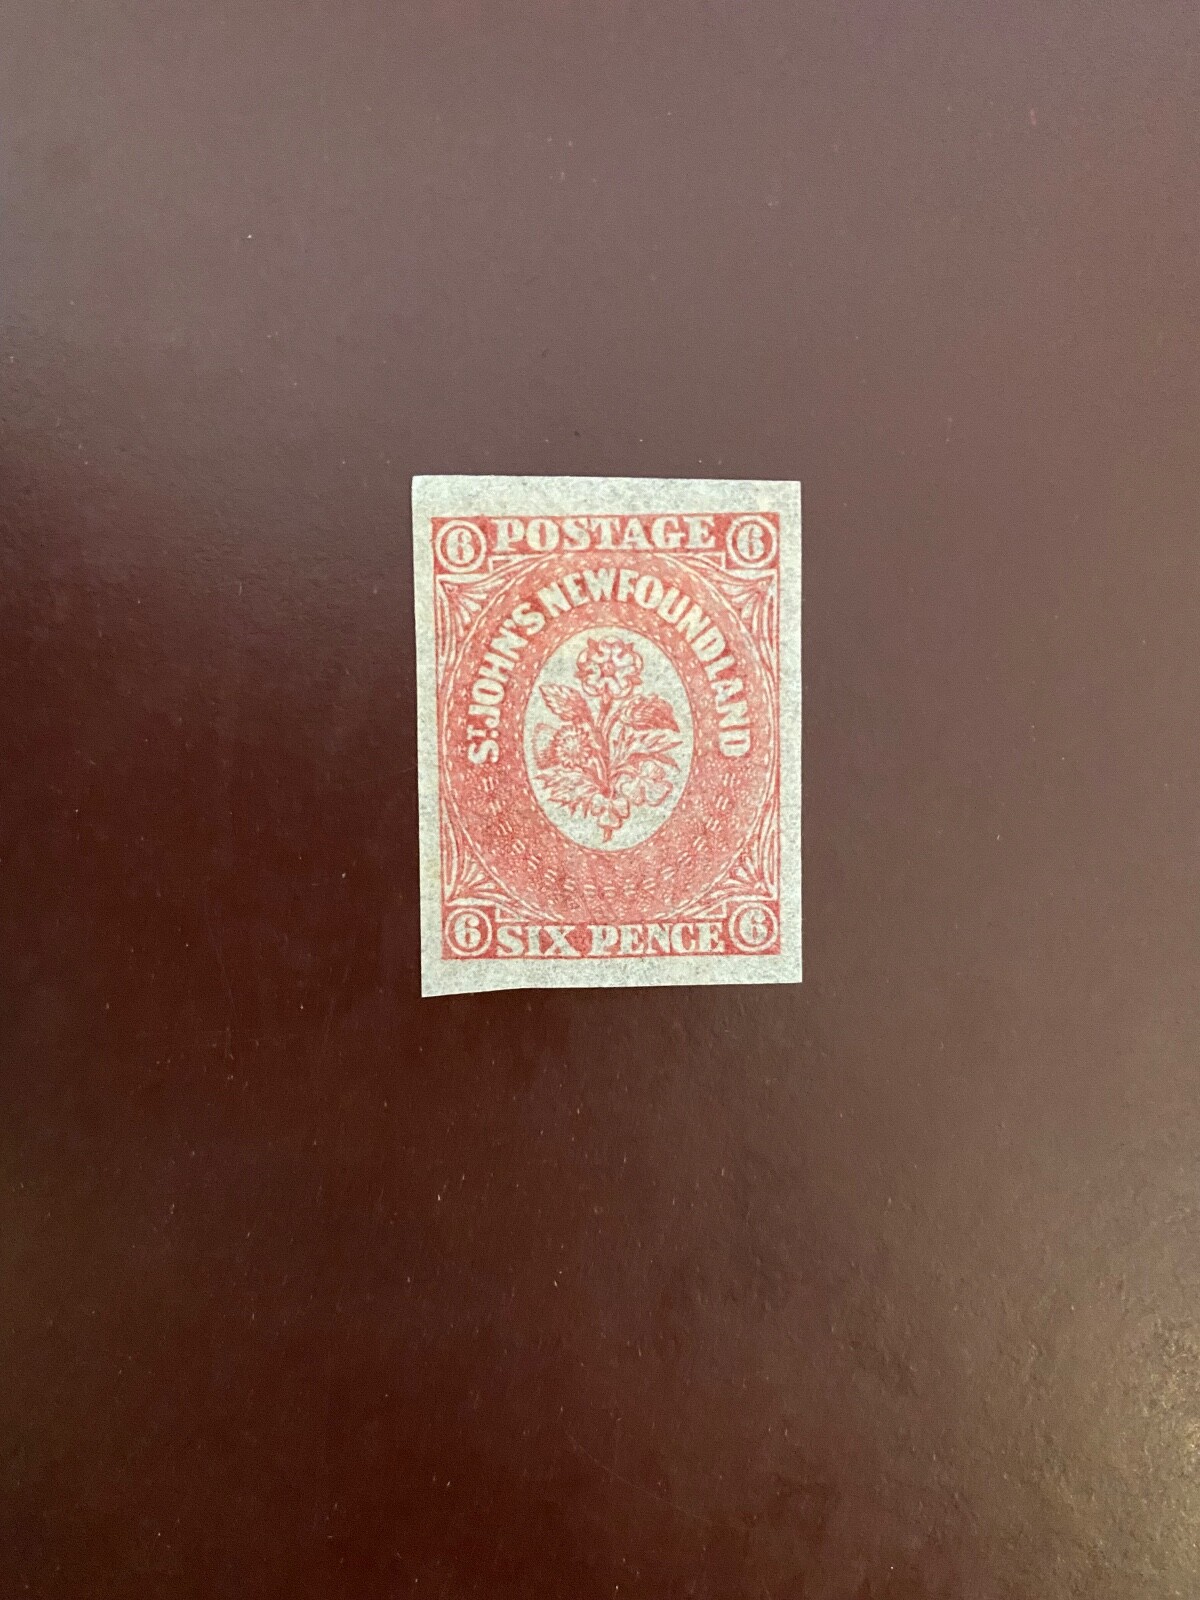 6 POSTAGE 6
ST. JOHN'S NEWFOUNDLAND
6 SIX PENCE 6